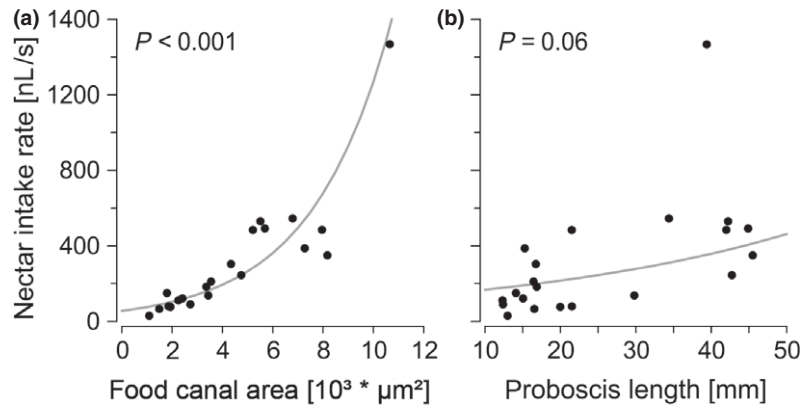 (a)
P < 0.001
Nectar intake rate [nL/s]
1400
1200
800
400
0
0 2 4 6 8 10 12
Food canal area [10³ * µm²]
(b)
P = 0.06
10 20 30 40 50
Proboscis length [mm]